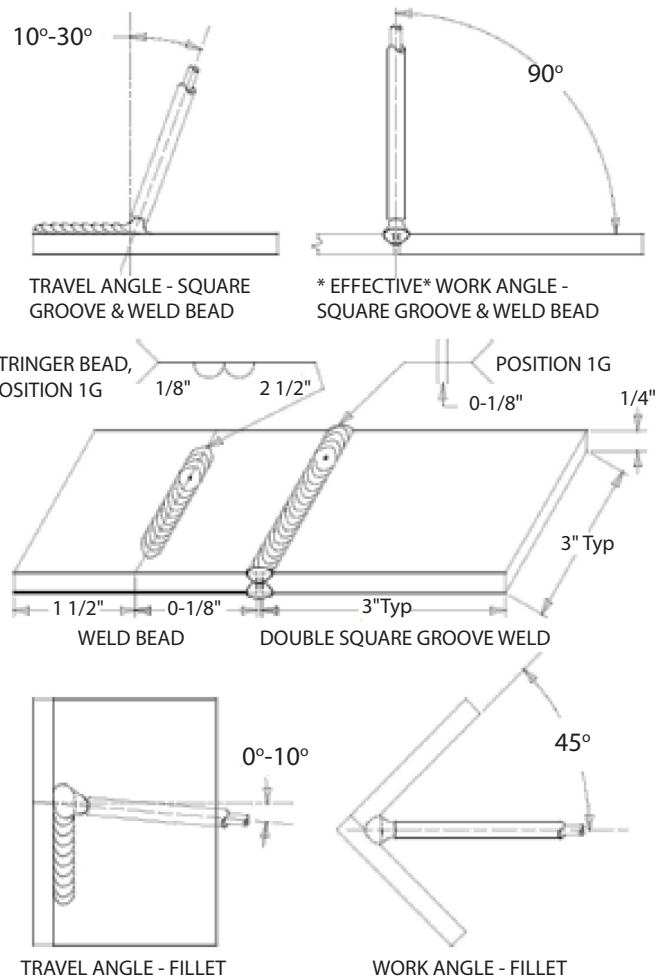 10º-30º
90º
TRAVEL ANGLE - SQUARE
GROOVE & WELD BEAD
* EFFECTIVE* WORK ANGLE -
SQUARE GROOVE & WELD BEAD
TRINGER BEAD,
OSITION 1G
1/8"
2 1/2"
POSITION 1G
0-1/8"
1/4"
3" Typ
1 1/2"
0-1/8"
3"Typ
WELD BEAD
DOUBLE SQUARE GROOVE WELD
0º-10º
45º
TRAVEL ANGLE - FILLET
WORK ANGLE - FILLET